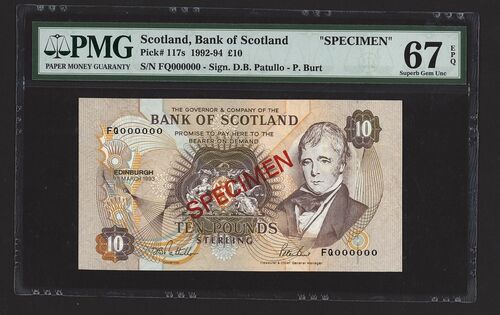 PMG
PAPER MONEY GUARANTY
Scotland, Bank of Scotland "SPECIMEN"
Pick# 117s 1992-94 £10
S/N FQ000000 - Sign. D.B. Patullo - P. Burt
67 EPQ
Superb Gem Unc
THE GOVERNOR & COMPANY OF THE
BANK OF SCOTLAND
10
FQ000000
PROMISE TO PAY HERE TO THE
BEARER ON DEMAND
EDINBURGH
MARCH 1993
SPECIMEN
TEN POUNDS
STERLING
10
FQ000000